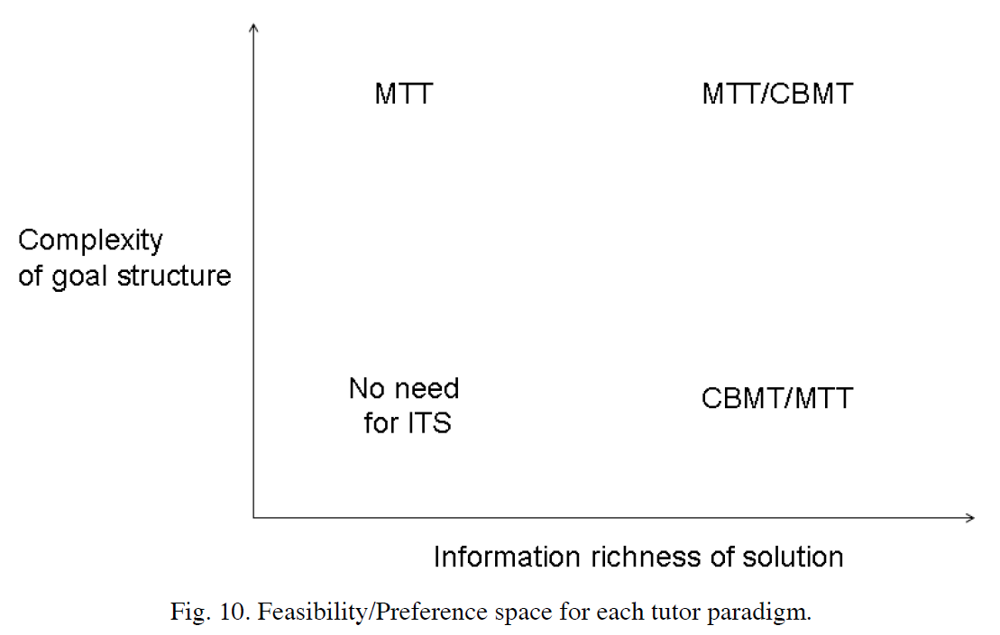 MTT
MTT/CBMT
Complexity
of goal structure
No need
for ITS
CBMT/MTT
Information richness of solution
Fig. 10. Feasibility/Preference space for each tutor paradigm.